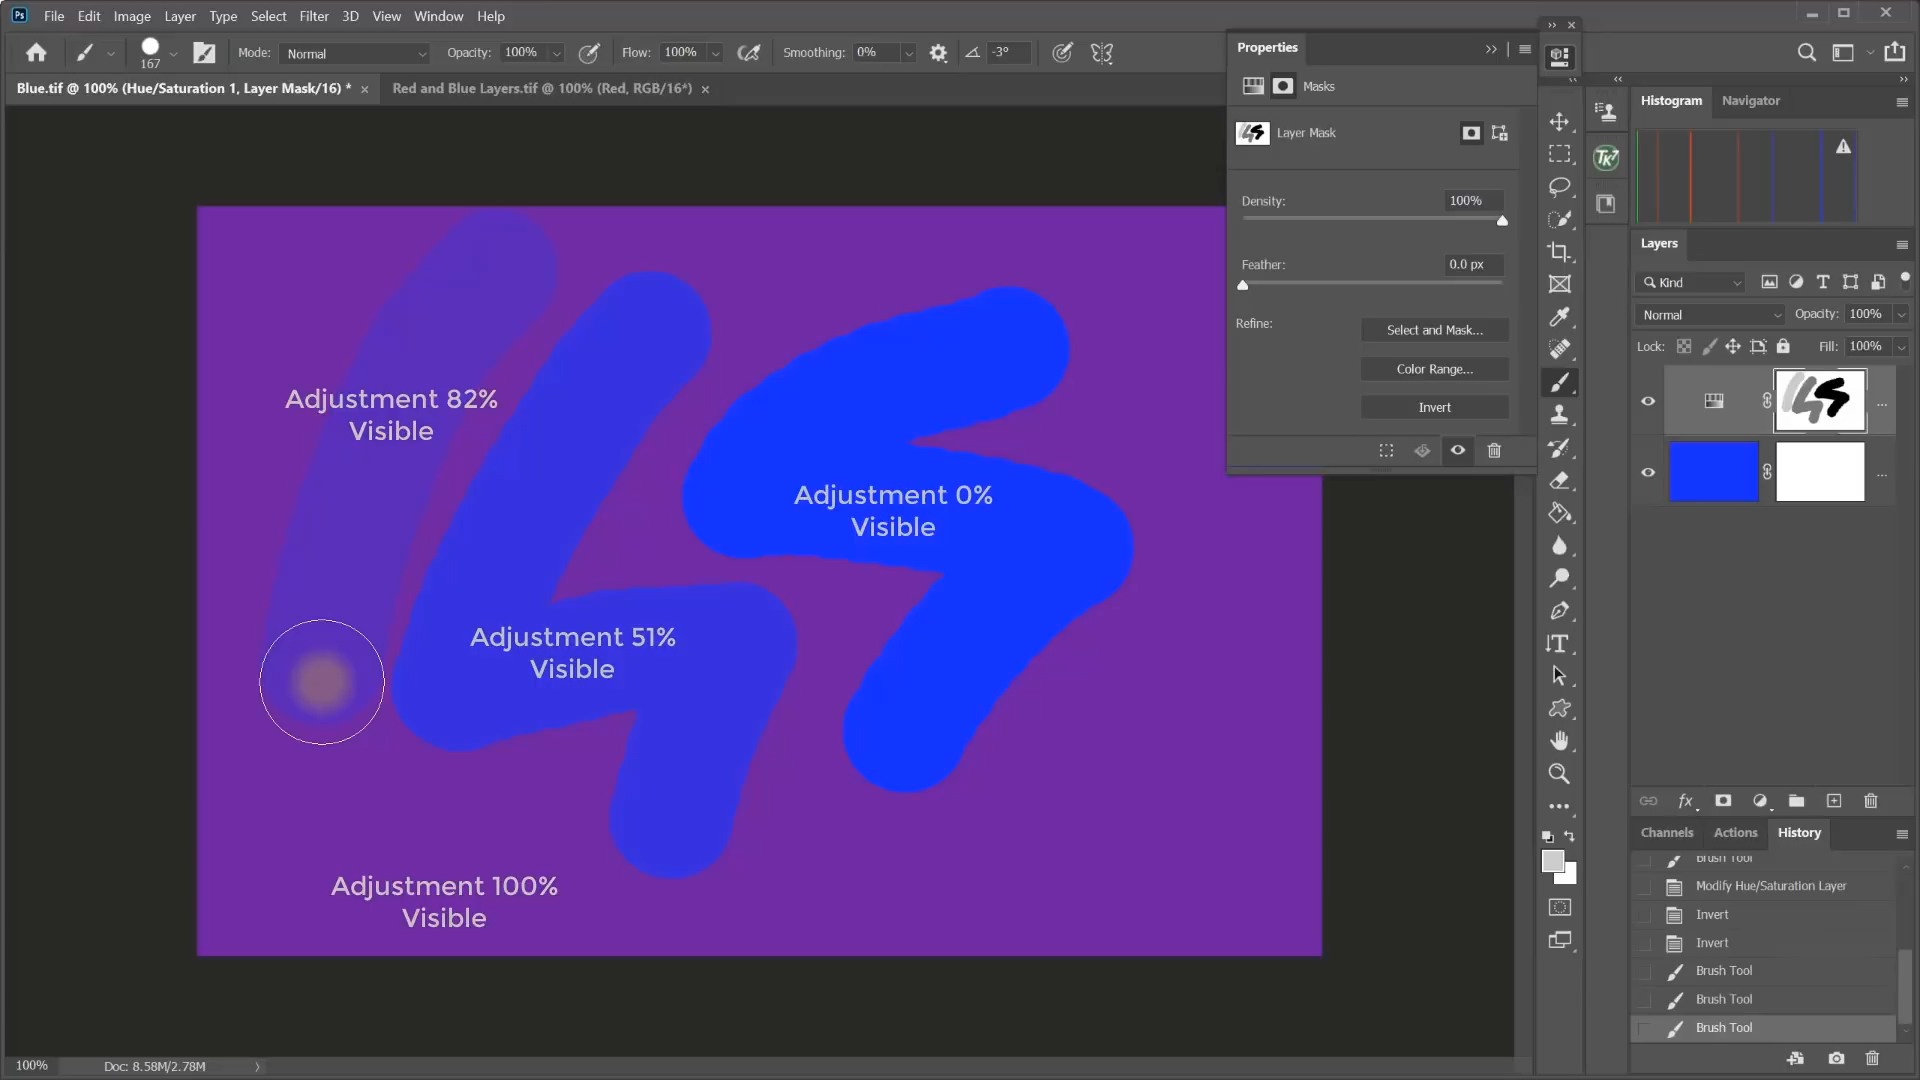 Ps File Edit Image Layer Type Select Filter 3D View Window Help
167 Mode: Normal Opacity: 100% Flow: 100% Smoothing: 0% -3°
Blue.tif @ 100% (Hue/Saturation 1, Layer Mask/16) * × Red and Blue Layers.tif @ 100% (Red, RGB/16*) ×
Properties
Masks
Layer Mask
Density: 100%
Feather: 0.0 px
Refine:
Select and Mask...
Color Range...
Invert
Adjustment 82%
Visible
Adjustment 0%
Visible
Adjustment 51%
Visible
Adjustment 100%
Visible
TK7
Histogram Navigator
Layers
Kind
Normal Opacity: 100%
Lock: Fill: 100%
fx
Channels Actions History
Brush Tool
Modify Hue/Saturation Layer
Invert
Invert
Brush Tool
Brush Tool
Brush Tool
100% Doc: 8.58M/2.78M